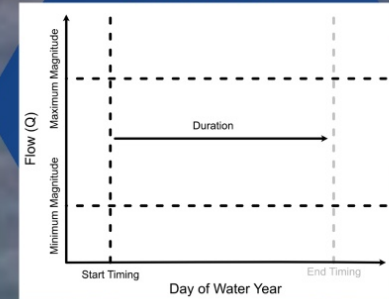 Maximum Magnitude
Flow (Q)
Minimum Magnitude
Duration
Start Timing
End Timing
Day of Water Year